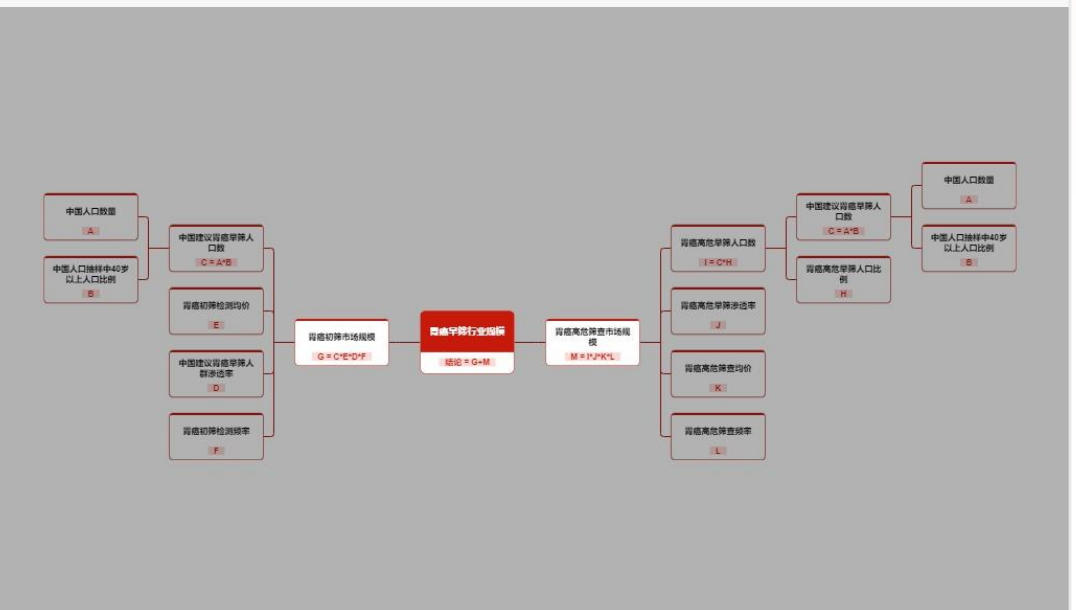 中国人口数量
A
中国人口抽样中40岁
以上人口比例
B
中国建议胃癌早筛人
口数
C = A*B
胃癌初筛检测均价
E
中国建议胃癌早筛人
群渗透率
D
胃癌初筛检测频率
F
胃癌初筛市场规模
G = C*E*D*F
胃癌早筛行业规模
结论 = G+M
胃癌高危筛查市场规
模
M = I*J*K*L
胃癌高危早筛人口数
I = C*H
胃癌高危早筛渗透率
J
胃癌高危筛查均价
K
胃癌高危筛查频率
L
中国建议胃癌早筛人
口数
C = A*B
胃癌高危早筛人口比
例
H
中国人口数量
A
中国人口抽样中40岁
以上人口比例
B